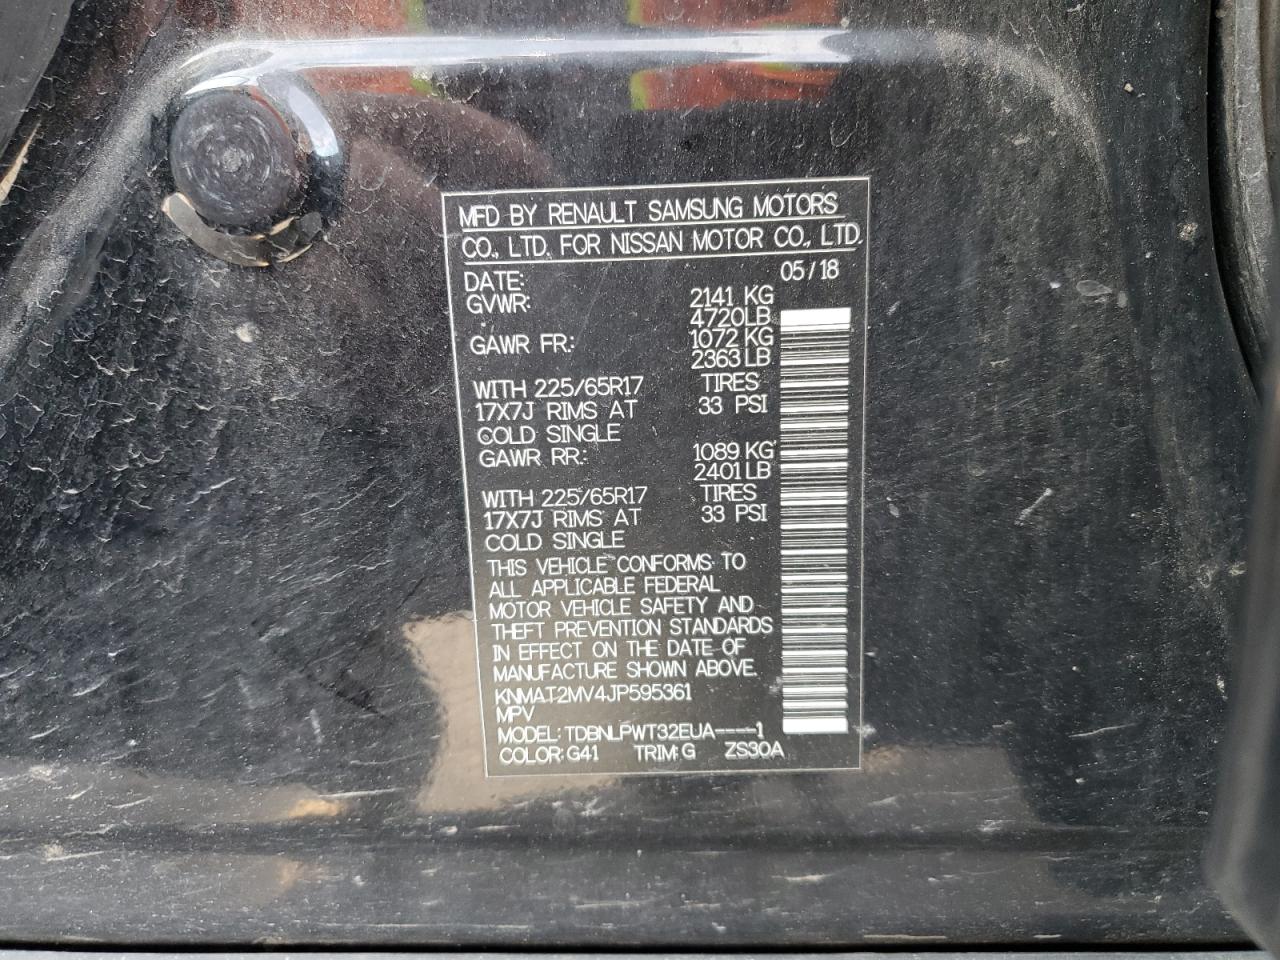 MFD BY RENAULT SAMSUNG MOTORS
CO., LTD. FOR NISSAN MOTOR CO., LTD.
DATE: 05/18
GVWR: 2141 KG
4720LB
GAWR FR: 1072 KG
2363LB
WITH 225/65R17 TIRES
17X7J RIMS AT 33 PSI
COLD SINGLE
GAWR RR: 1089 KG
2401LB
WITH 225/65R17 TIRES
17X7J RIMS AT 33 PSI
COLD SINGLE
THIS VEHICLE CONFORMS TO
ALL APPLICABLE FEDERAL
MOTOR VEHICLE SAFETY AND
THEFT PREVENTION STANDARDS
IN EFFECT ON THE DATE OF
MANUFACTURE SHOWN ABOVE.
KNMAT2MV4JP595361
MPV
MODEL: TDBNLPWT32EUA----1
COLOR: G41 TRIM: G ZS30A